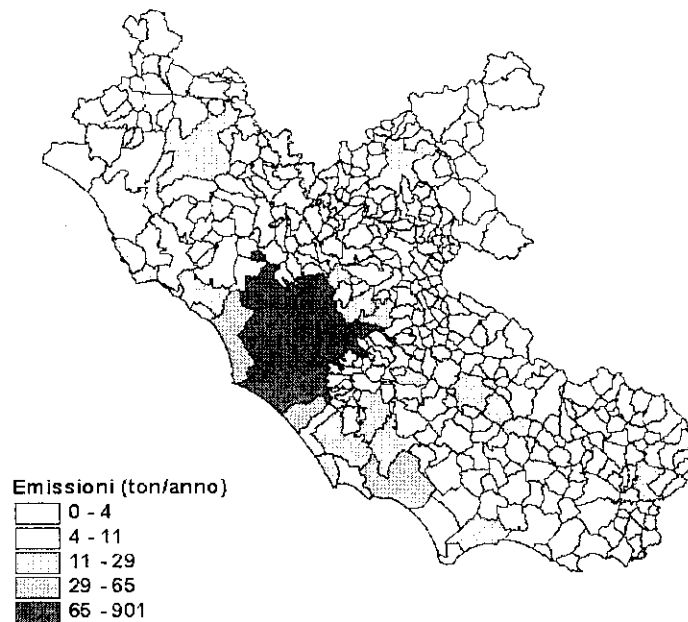 Emissioni (ton/anno)
0 - 4
4 - 11
11 - 29
29 - 65
65 - 901